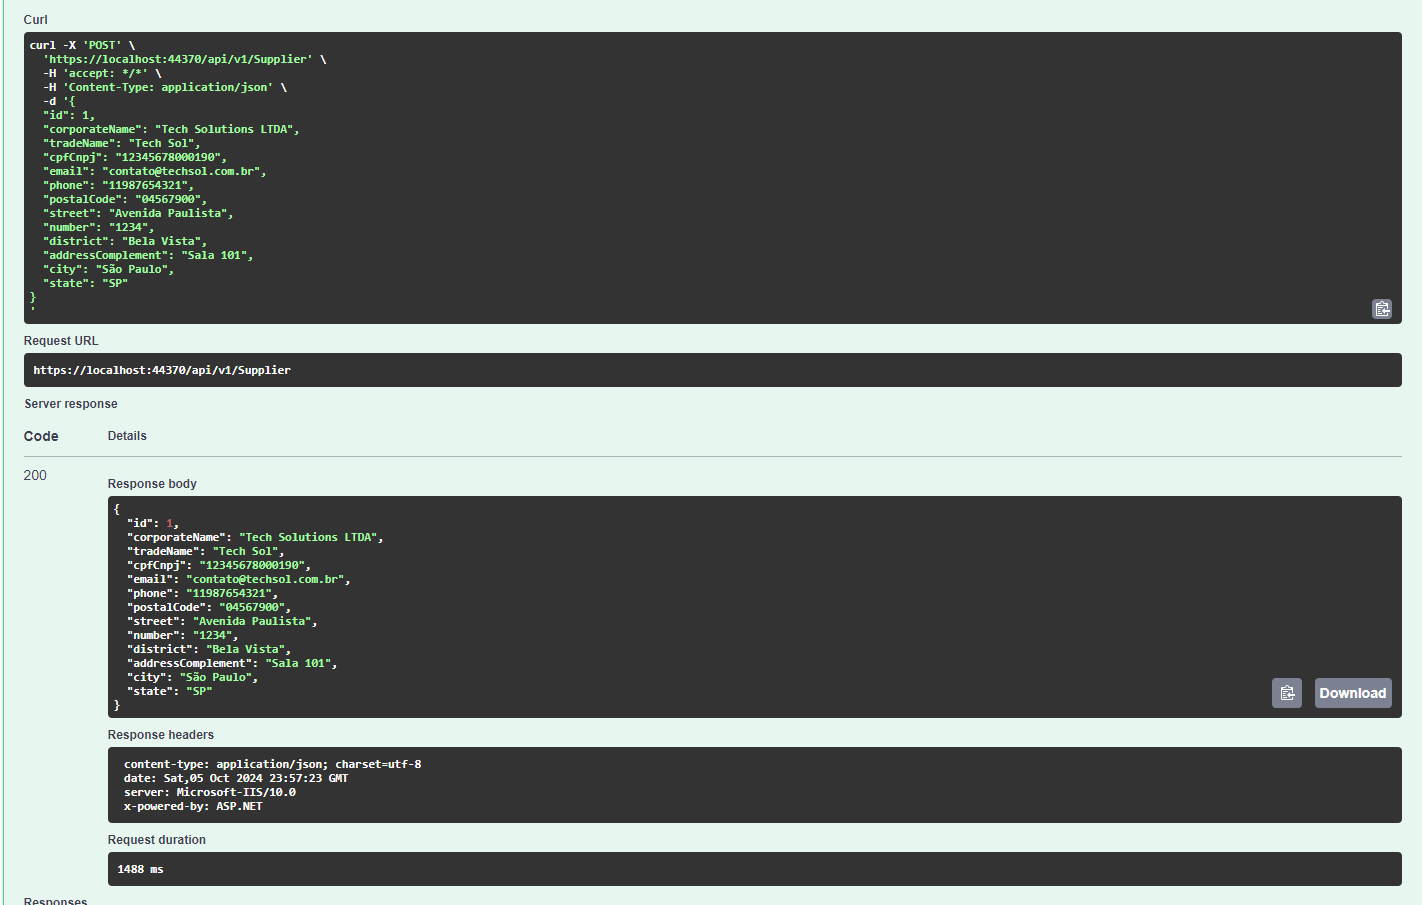 Curl
curl -X 'POST' \
'https://localhost:44370/api/v1/Supplier' \
-H 'accept: */*' \
-H 'Content-Type: application/json' \
-d '{
"id": 1,
"corporateName": "Tech Solutions LTDA",
"tradeName": "Tech Sol",
"cpfCnpj": "12345678000190",
"email": "contato@techsol.com.br",
"phone": "11987654321",
"postalCode": "04567900",
"street": "Avenida Paulista",
"number": "1234",
"district": "Bela Vista",
"addressComplement": "Sala 101",
"city": "São Paulo",
"state": "SP"
}
'
Request URL
https://localhost:44370/api/v1/Supplier
Server response
Code Details
200
Response body
{
"id": 1,
"corporateName": "Tech Solutions LTDA",
"tradeName": "Tech Sol",
"cpfCnpj": "12345678000190",
"email": "contato@techsol.com.br",
"phone": "11987654321",
"postalCode": "04567900",
"street": "Avenida Paulista",
"number": "1234",
"district": "Bela Vista",
"addressComplement": "Sala 101",
"city": "São Paulo",
"state": "SP"
}
Download
Response headers
content-type: application/json; charset=utf-8
date: Sat,05 Oct 2024 23:57:23 GMT
server: Microsoft-IIS/10.0
x-powered-by: ASP.NET
Request duration
1488 ms
Responses